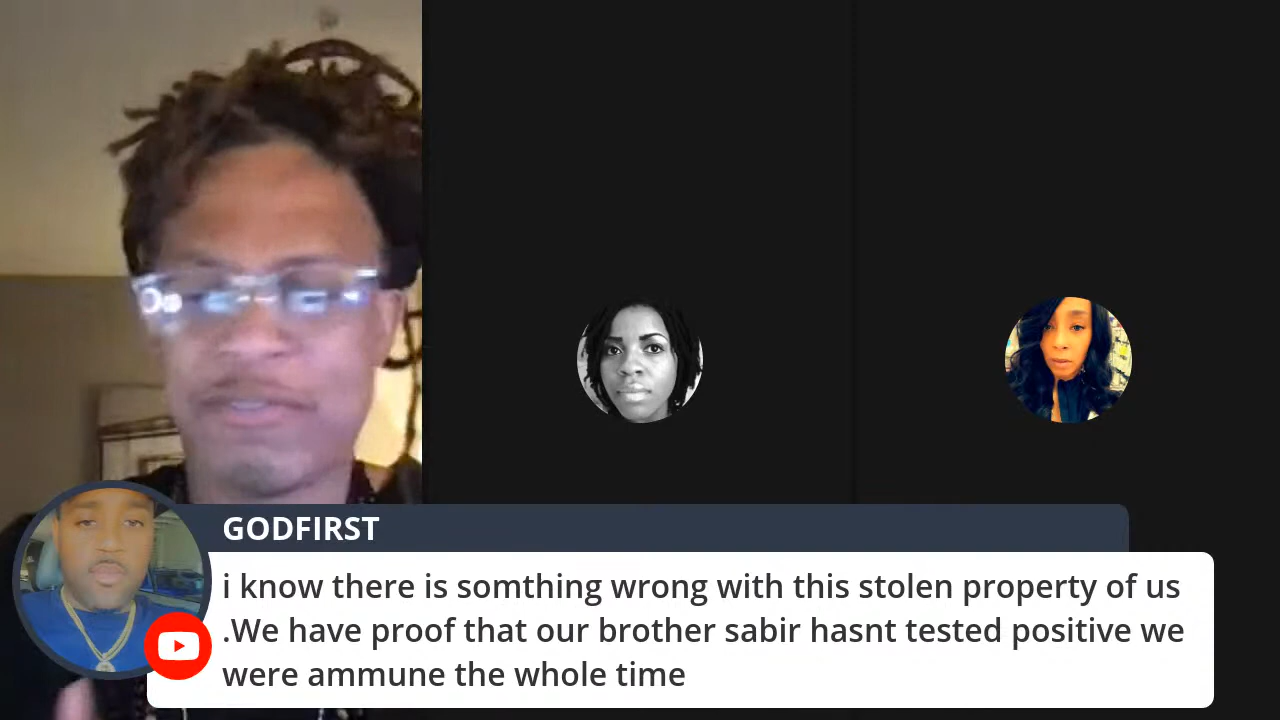 GODFIRST
i know there is somthing wrong with this stolen property of us
.We have proof that our brother sabir hasnt tested positive we
were ammune the whole time